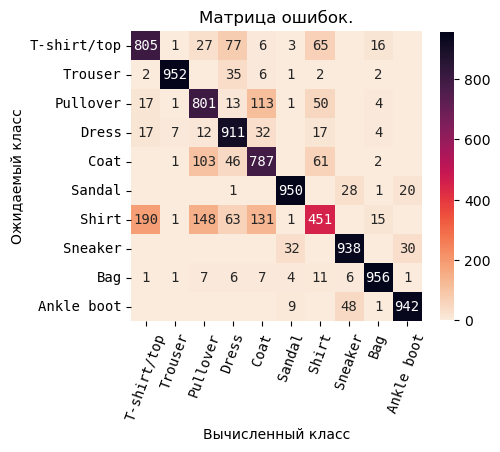 Матрица ошибок.
T-shirt/top 805 1 27 77 6 3 65 16
Trouser 2 952 35 6 1 2 2
Pullover 17 1 801 13 113 1 50 4
Dress 17 7 12 911 32 17 4
Coat 1 103 46 787 61 2
Sandal 1 950 28 1 20
Shirt 190 1 148 63 131 1 451 15
Sneaker 32 938 30
Bag 1 1 7 6 7 4 11 6 956 1
Ankle boot 9 48 1 942
T-shirt/top Trouser Pullover Dress Coat Sandal Shirt Sneaker Bag Ankle boot
Вычисленный класс
Ожидаемый класс
800
600
400
200
0